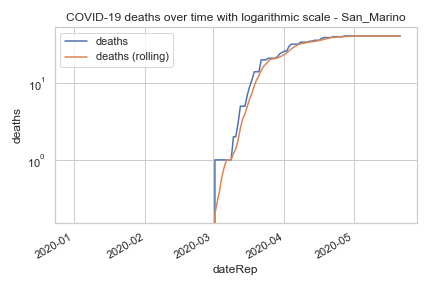 COVID-19 deaths over time with logarithmic scale - San_Marino
deaths
deaths (rolling)
10¹
10⁰
deaths
2020-01
2020-02
2020-03
2020-04
2020-05
dateRep